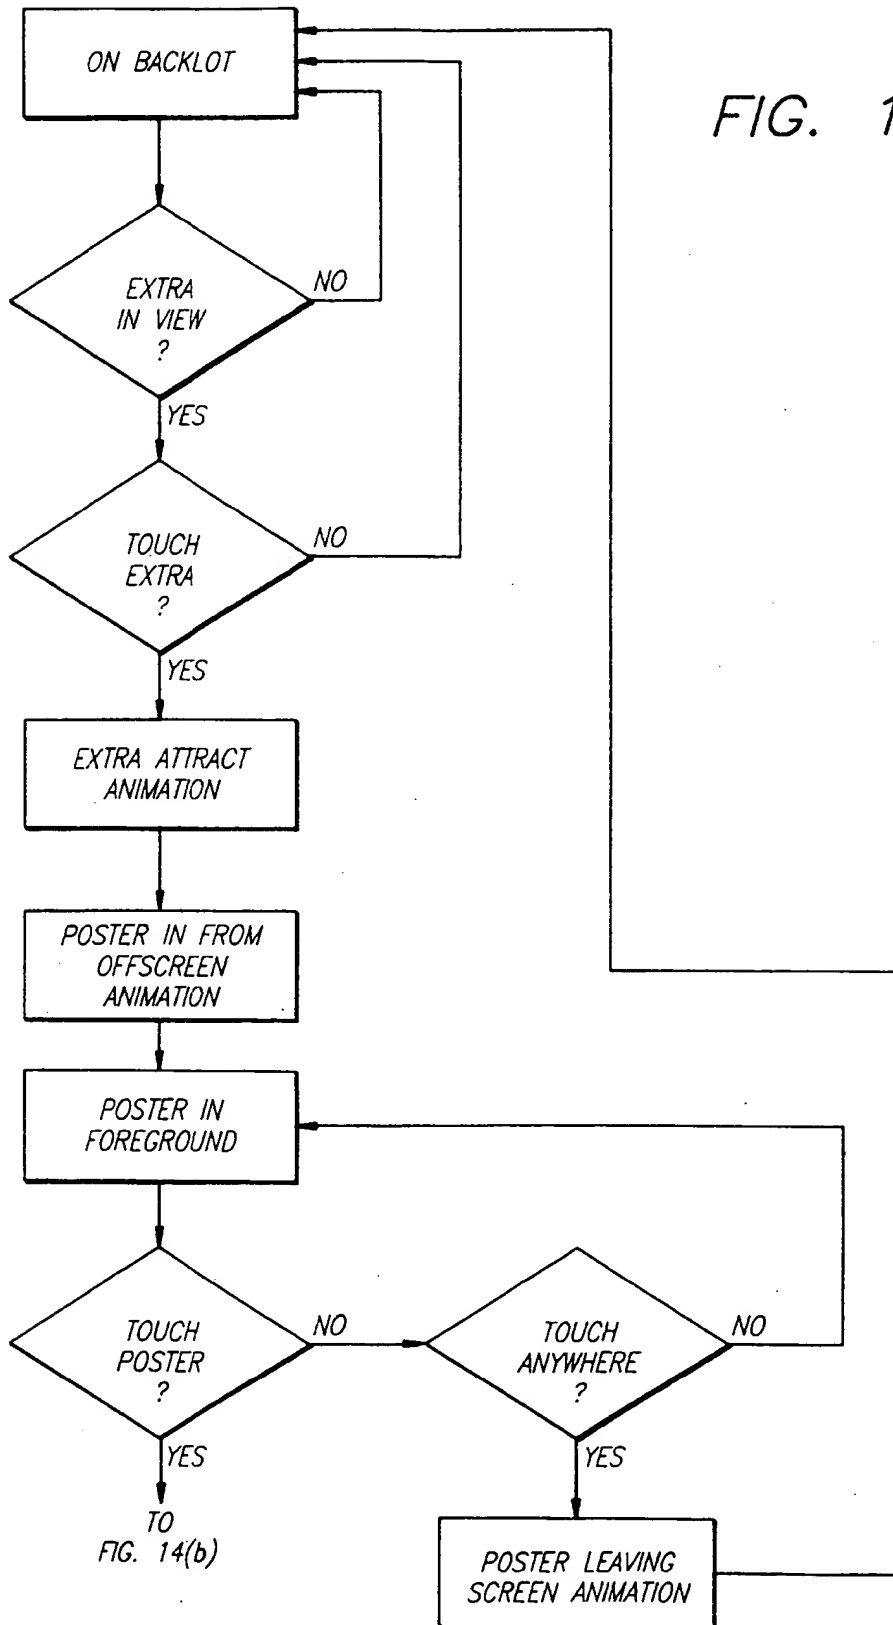 ON BACKLOT
FIG. 1
EXTRA
IN VIEW
?
NO
YES
TOUCH
EXTRA
?
NO
YES
EXTRA ATTRACT
ANIMATION
POSTER IN FROM
OFFSCREEN
ANIMATION
POSTER IN
FOREGROUND
TOUCH
POSTER
?
NO
TOUCH
ANYWHERE
?
NO
YES
YES
TO
FIG. 14(b)
POSTER LEAVING
SCREEN ANIMATION